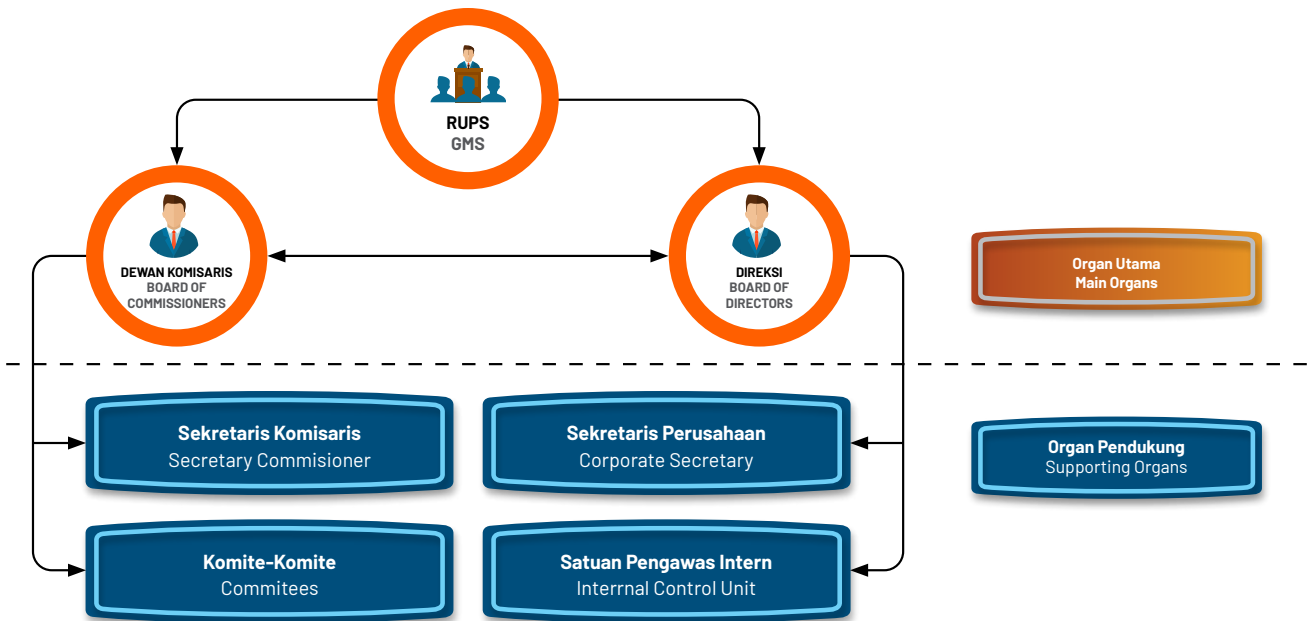 RUPS
GMS
DEWAN KOMISARIS
BOARD OF
COMMISSIONERS
DIREKSI
BOARD OF
DIRECTORS
Organ Utama
Main Organs
Sekretaris Komisaris
Secretary Commisioner
Sekretaris Perusahaan
Corporate Secretary
Organ Pendukung
Supporting Organs
Komite-Komite
Commitees
Satuan Pengawas Intern
Interrnal Control Unit